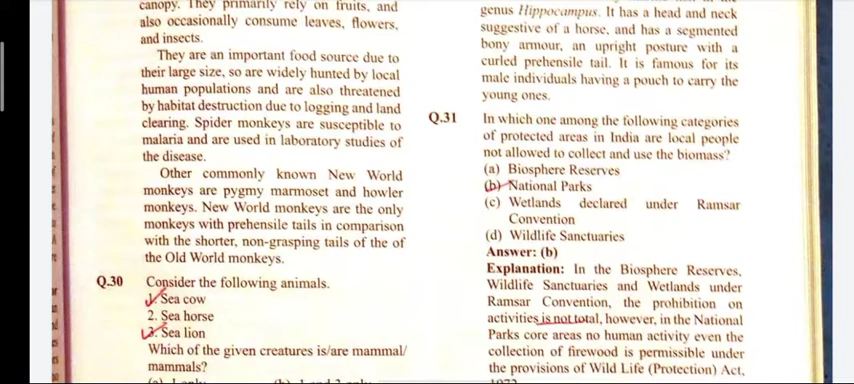 canopy. They primarily rely on fruits, and
also occasionally consume leaves, flowers,
and insects.
They are an important food source due to
their large size, so are widely hunted by local
human populations and are also threatened
by habitat destruction due to logging and land
clearing. Spider monkeys are susceptible to
malaria and are used in laboratory studies of
the disease.
Other commonly known New World
monkeys are pygmy marmoset and howler
monkeys. New World monkeys are the only
monkeys with prehensile tails in comparison
with the shorter, non-grasping tails of the of
the Old World monkeys.
Q.30 Consider the following animals.
1. Sea cow
2. Sea horse
3. Sea lion
Which of the given creatures is/are mammal/
mammals?
genus Hippocampus. It has a head and neck
suggestive of a horse, and has a segmented
bony armour, an upright posture with a
curled prehensile tail. It is famous for its
male individuals having a pouch to carry the
young ones.
Q.31 In which one among the following categories
of protected areas in India are local people
not allowed to collect and use the biomass?
(a) Biosphere Reserves
(b) National Parks
(c) Wetlands declared under Ramsar
Convention
(d) Wildlife Sanctuaries
Answer: (b)
Explanation: In the Biosphere Reserves,
Wildlife Sanctuaries and Wetlands under
Ramsar Convention, the prohibition on
activities is not total, however, in the National
Parks core areas no human activity even the
collection of firewood is permissible under
the provisions of Wild Life (Protection) Act,